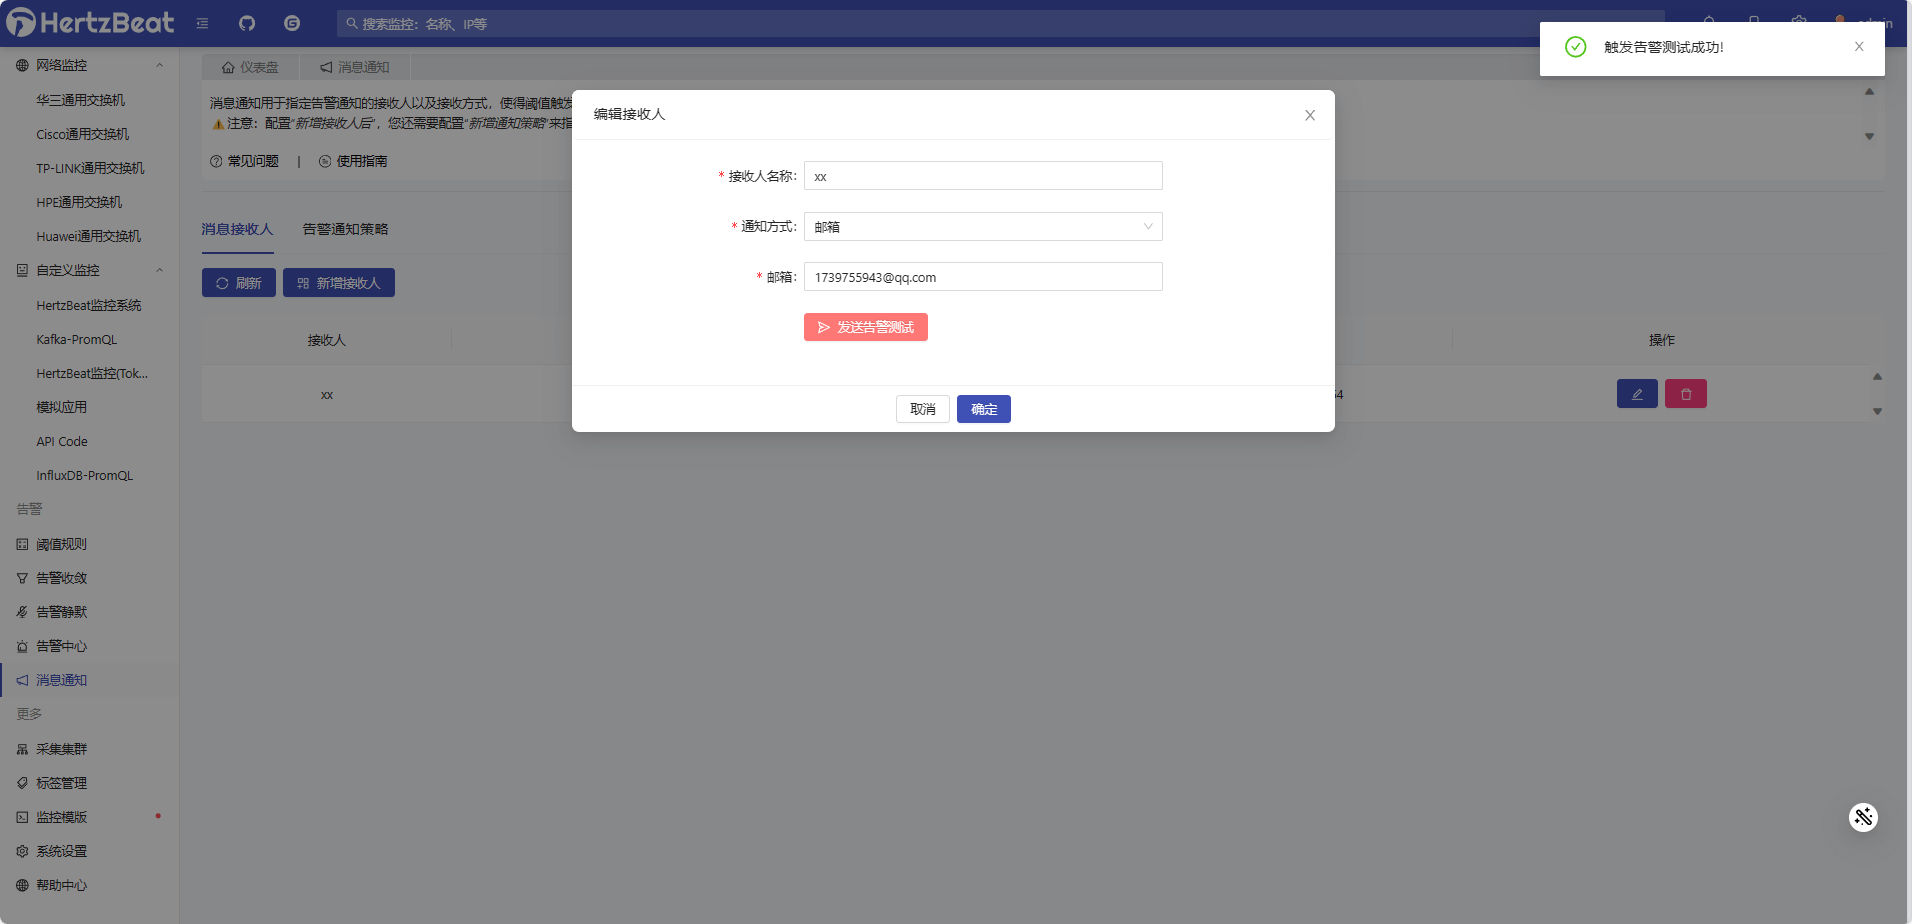 HertzBeat
搜索监控：名称、IP等
触发告警测试成功!
网络监控
华三通用交换机
Cisco通用交换机
TP-LINK通用交换机
HPE通用交换机
Huawei通用交换机
自定义监控
HertzBeat监控系统
Kafka-PromQL
HertzBeat监控(Tok...
模拟应用
API Code
InfluxDB-PromQL
告警
阈值规则
告警收敛
告警静默
告警中心
消息通知
更多
采集集群
标签管理
监控模版
系统设置
帮助中心
仪表盘
消息通知
消息通知用于指定告警通知的接收人以及接收方式，使得阈值触发
注意：配置“新增接收人后”，您还需要配置“新增通知策略”来指
常见问题 | 使用指南
消息接收人 告警通知策略
刷新 新增接收人
接收人 操作
xx
编辑接收人
* 接收人名称： xx
* 通知方式： 邮箱
* 邮箱： 1739755943@qq.com
发送告警测试
取消 确定